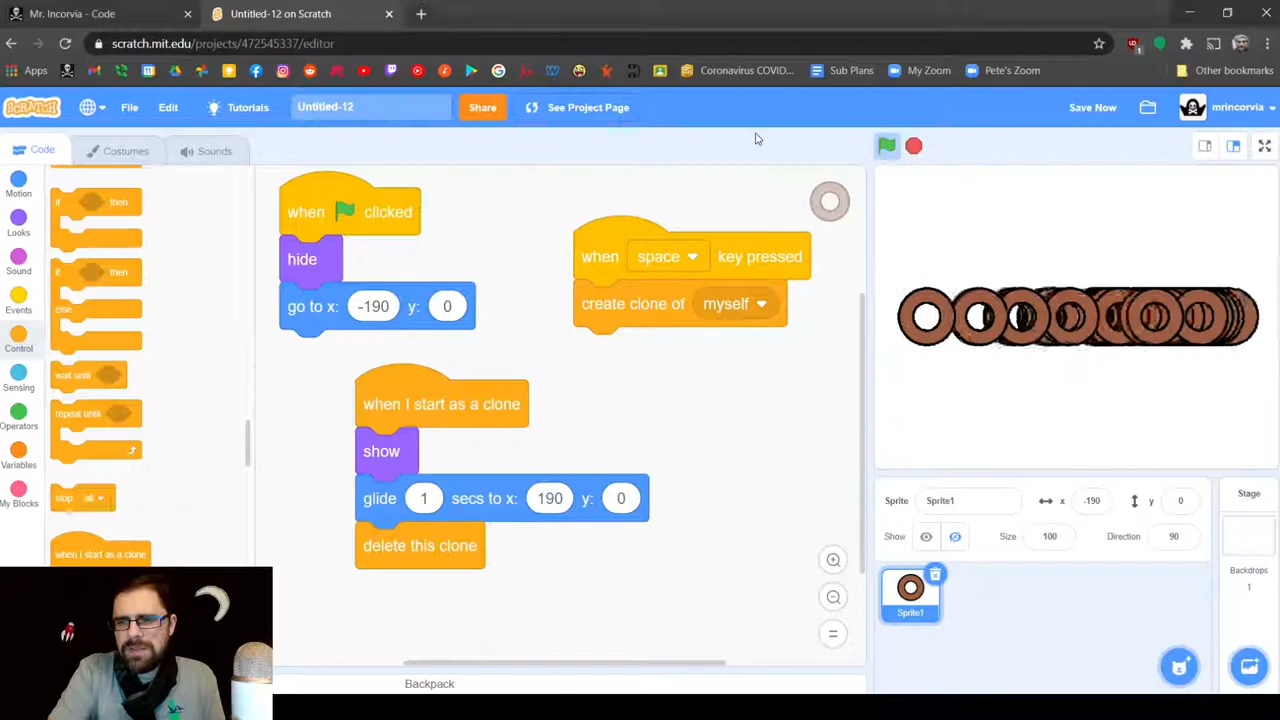 Mr. Incorvia - Code
Untitled-12 on Scratch
scratch.mit.edu/projects/472545337/editor
Apps
Coronavirus COVID...
Sub Plans
My Zoom
Pete's Zoom
Other bookmarks
SCRATCH
File
Edit
Tutorials
Untitled-12
Share
See Project Page
Save Now
mrincorvia
Code
Costumes
Sounds
Motion
Looks
Sound
Events
Control
Sensing
Operators
Variables
My Blocks
if then
if then
else
wait until
repeat until
stop all
when I start as a clone
when clicked
hide
go to x: -190 y: 0
when space key pressed
create clone of myself
when I start as a clone
show
glide 1 secs to x: 190 y: 0
delete this clone
Backpack
Sprite Sprite1 x -190 y 0
Show Size 100 Direction 90
Sprite1
Stage
Backdrops
1